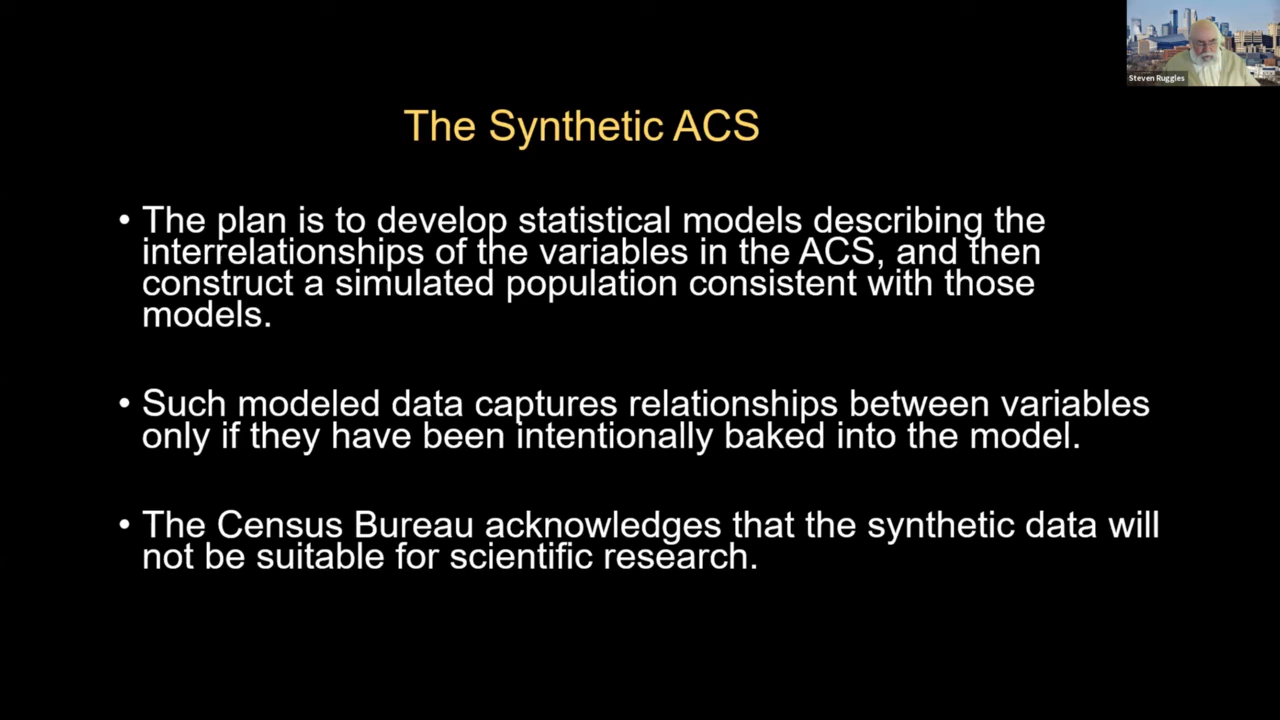 Steven Ruggles
The Synthetic ACS
• The plan is to develop statistical models describing the
interrelationships of the variables in the ACS, and then
construct a simulated population consistent with those
models.
• Such modeled data captures relationships between variables
only if they have been intentionally baked into the model.
• The Census Bureau acknowledges that the synthetic data will
not be suitable for scientific research.